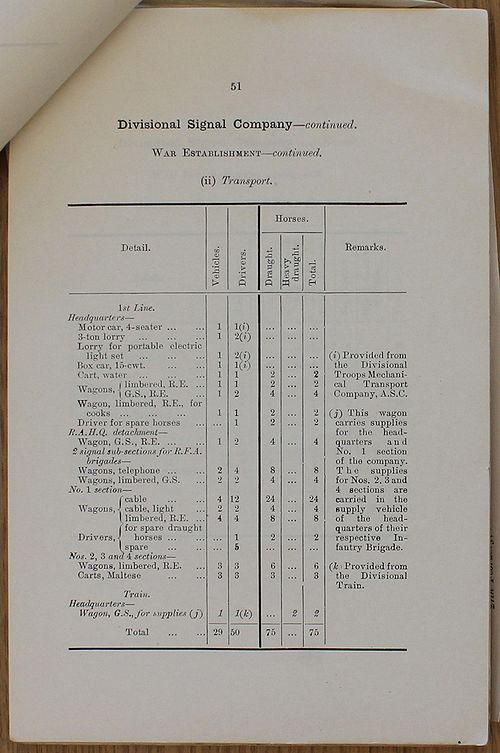 51
Divisional Signal Company—continued.
War Establishment—continued.
(ii) Transport.
Detail. Vehicles. Drivers. Horses. Draught. Heavy draught. Total. Remarks.
1st Line.
Headquarters—
Motor car, 4-seater ... ... 1 1(i) ... ... ...
3-ton lorry ... ... ... 1 2(i) ... ... ...
Lorry for portable electric
light set ... ... ... 1 2(i) ... ... ... (i) Provided from
Box car, 15-cwt. ... ... 1 1(i) ... ... ... the Divisional
Cart, water ... ... ... 1 1 2 ... 2 Troops Mechani-
Wagons, { limbered, R.E. ... 1 1 2 ... 2 cal Transport
G.S., R.E. ... 1 2 4 ... 4 Company, A.S.C.
Wagon, limbered, R.E., for
cooks ... ... ... 1 1 2 ... 2 (j) This wagon
Driver for spare horses ... ... 1 2 ... 2 carries supplies
R.A.H.Q. detachment— for the head-
Wagon, G.S., R.E. ... ... 1 2 4 ... 4 quarters and
2 signal sub-sections for R.F.A. No. 1 section
brigades— of the company.
Wagons, telephone ... ... 2 4 8 ... 8 The supplies
Wagons, limbered, G.S. ... 2 2 4 ... 4 for Nos. 2, 3 and
No. 1 section— 4 sections are
Wagons, { cable ... ... 4 12 24 ... 24 carried in the
cable, light ... 2 2 4 ... 4 supply vehicle
limbered, R.E. ... 4 4 8 ... 8 of the head-
Drivers, { for spare draught quarters of their
horses ... ... ... 1 2 ... 2 respective In-
spare ... ... ... 5 ... ... ... fantry Brigade.
Nos. 2, 3 and 4 sections—
Wagons, limbered, R.E. ... 3 3 6 ... 6 (k Provided from
Carts, Maltese ... ... 3 3 3 ... 3 the Divisional
Train. Train.
Headquarters—
Wagon, G.S., for supplies (j) 1 1(k) ... 2 2
Total ... ... 29 50 75 ... 75